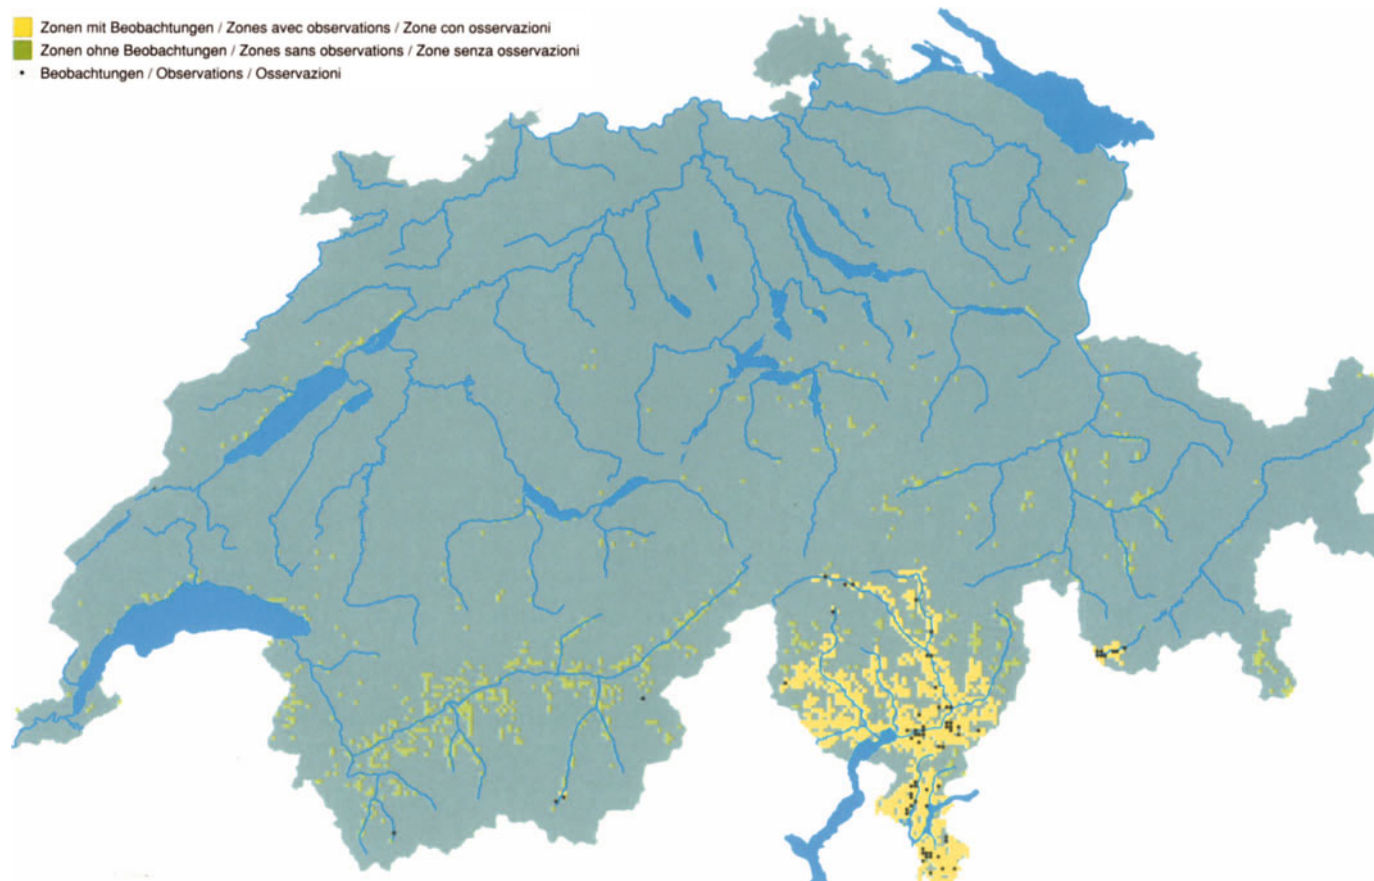 Zonen mit Beobachtungen / Zones avec observations / Zone con osservazioni
Zonen ohne Beobachtungen / Zones sans observations / Zone senza osservazioni
Beobachtungen / Observations / Osservazioni